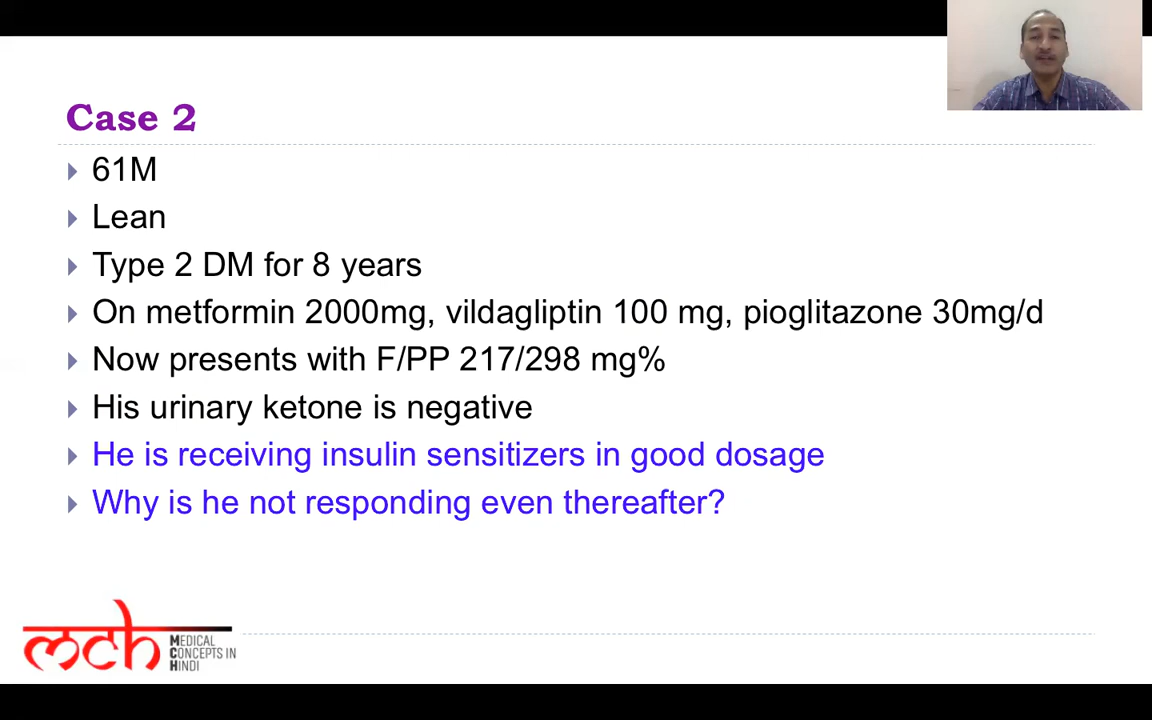 Case 2
61M
Lean
Type 2 DM for 8 years
On metformin 2000mg, vildagliptin 100 mg, pioglitazone 30mg/d
Now presents with F/PP 217/298 mg%
His urinary ketone is negative
He is receiving insulin sensitizers in good dosage
Why is he not responding even thereafter?
mch
MEDICAL
CONCEPTS IN
HINDI